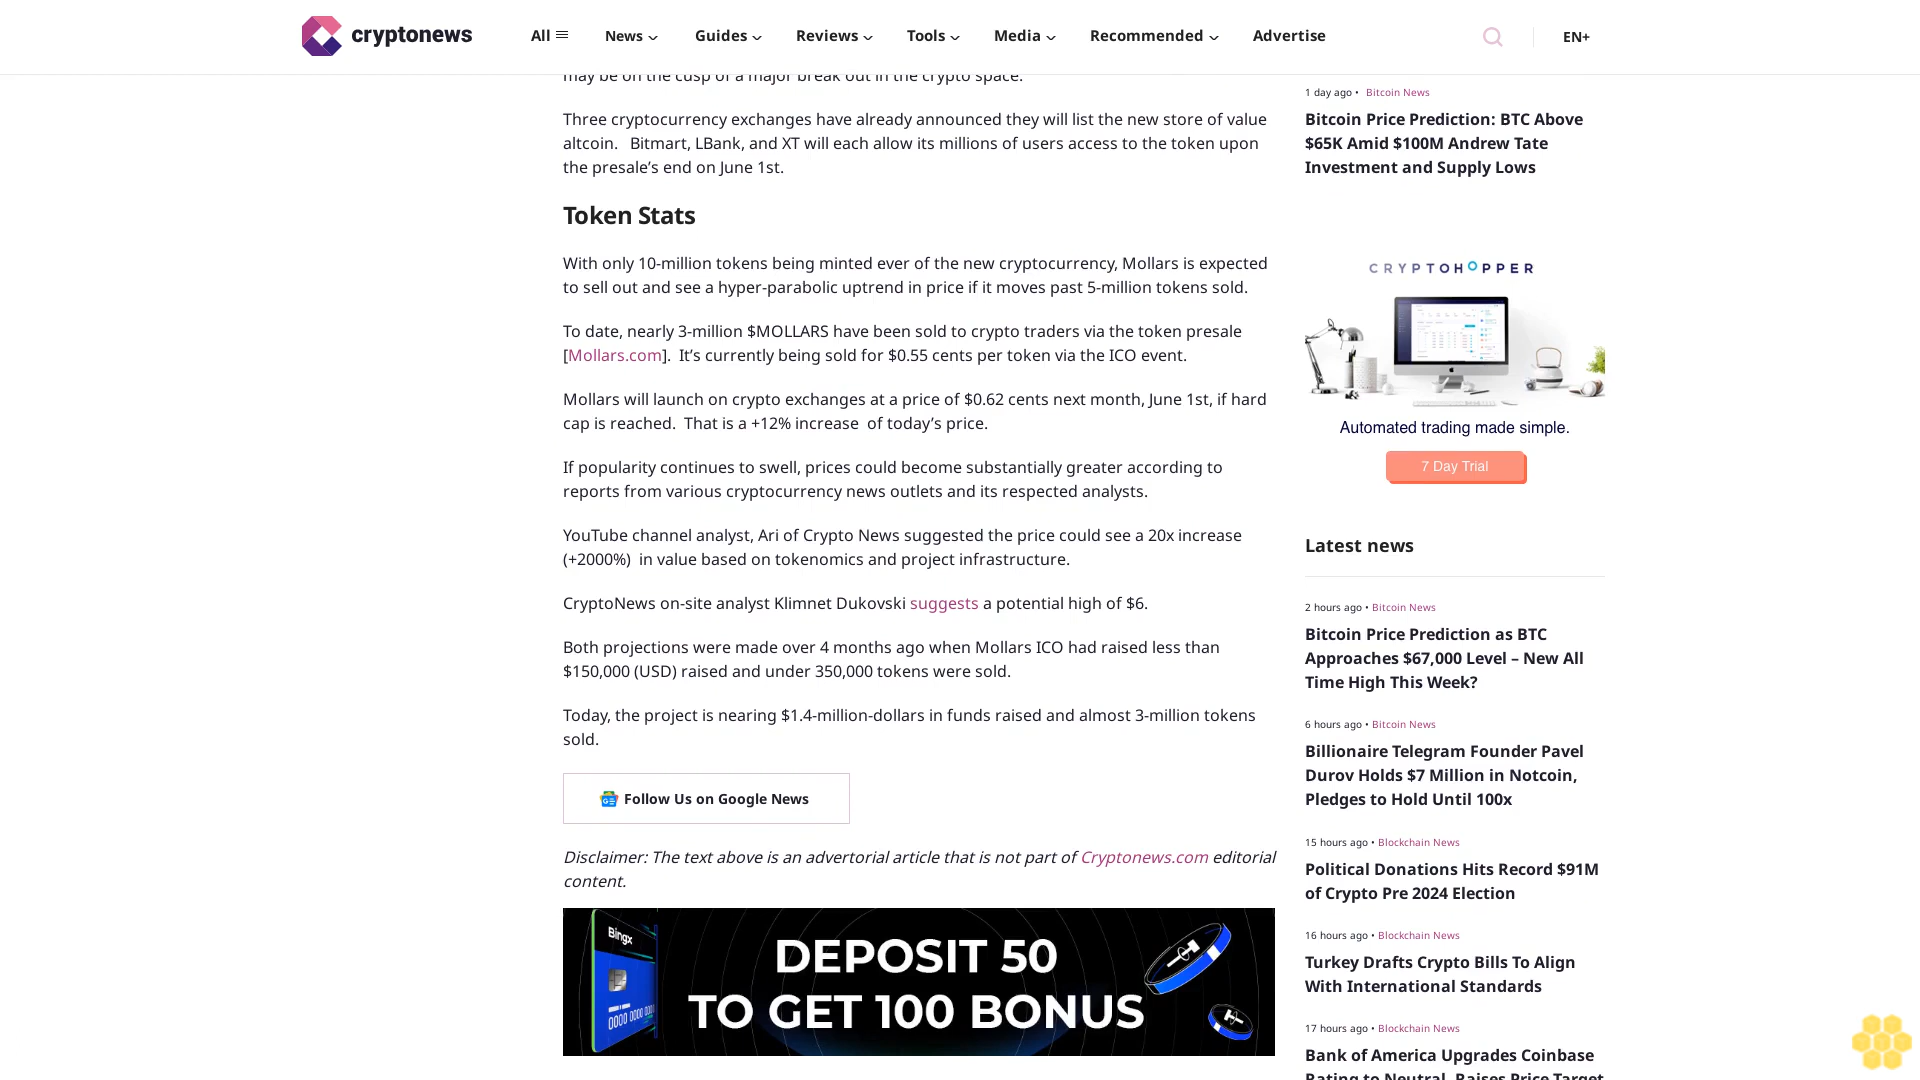 cryptonews
All
News
Guides
Reviews
Tools
Media
Recommended
Advertise
EN+
may be on the cusp of a major break out in the crypto space.
Three cryptocurrency exchanges have already announced they will list the new store of value
altcoin.   Bitmart, LBank, and XT will each allow its millions of users access to the token upon
the presale’s end on June 1st.
Token Stats
With only 10-million tokens being minted ever of the new cryptocurrency, Mollars is expected
to sell out and see a hyper-parabolic uptrend in price if it moves past 5-million tokens sold.
To date, nearly 3-million $MOLLARS have been sold to crypto traders via the token presale
[Mollars.com].  It’s currently being sold for $0.55 cents per token via the ICO event.
Mollars will launch on crypto exchanges at a price of $0.62 cents next month, June 1st, if hard
cap is reached.  That is a +12% increase  of today’s price.
If popularity continues to swell, prices could become substantially greater according to
reports from various cryptocurrency news outlets and its respected analysts.
YouTube channel analyst, Ari of Crypto News suggested the price could see a 20x increase
(+2000%)  in value based on tokenomics and project infrastructure.
CryptoNews on-site analyst Klimnet Dukovski suggests a potential high of $6.
Both projections were made over 4 months ago when Mollars ICO had raised less than
$150,000 (USD) raised and under 350,000 tokens were sold.
Today, the project is nearing $1.4-million-dollars in funds raised and almost 3-million tokens
sold.
Follow Us on Google News
Disclaimer: The text above is an advertorial article that is not part of Cryptonews.com editorial
content.
Bingx
0000 0000 000
DEPOSIT 50
TO GET 100 BONUS
1 day ago • Bitcoin News
Bitcoin Price Prediction: BTC Above
$65K Amid $100M Andrew Tate
Investment and Supply Lows
CRYPTOHOPPER
Automated trading made simple.
7 Day Trial
Latest news
2 hours ago • Bitcoin News
Bitcoin Price Prediction as BTC
Approaches $67,000 Level – New All
Time High This Week?
6 hours ago • Bitcoin News
Billionaire Telegram Founder Pavel
Durov Holds $7 Million in Notcoin,
Pledges to Hold Until 100x
15 hours ago • Blockchain News
Political Donations Hits Record $91M
of Crypto Pre 2024 Election
16 hours ago • Blockchain News
Turkey Drafts Crypto Bills To Align
With International Standards
17 hours ago • Blockchain News
Bank of America Upgrades Coinbase
Rating to Neutral, Raises Price Target